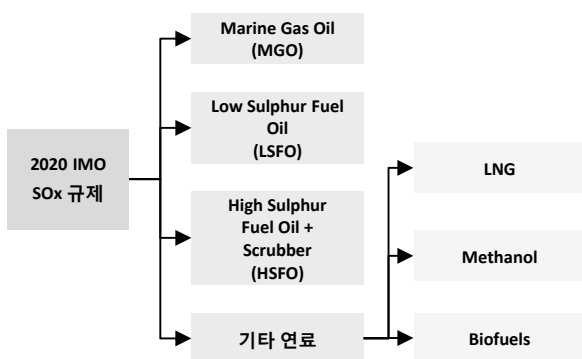 Marine Gas Oil
(MGO)
Low Sulphur Fuel
Oil
(LSFO)
2020 IMO
SOx 규제
LNG
High Sulphur
Fuel Oil +
Scrubber
(HSFO)
Methanol
기타 연료
Biofuels